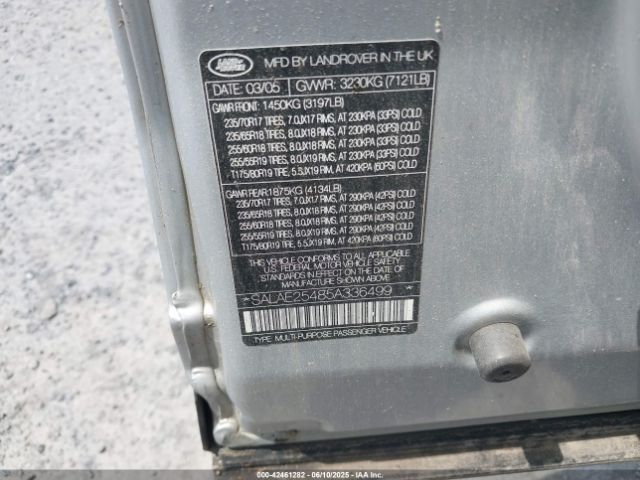 LAND ROVER
MFD BY LANDROVER IN THE UK
DATE: 03/05 GVWR: 3230KG (7121LB)
GAWR FRONT: 1450KG (3197LB)
235/70R17 TIRES, 7.0JX17 RIMS, AT 230KPA (33PSI) COLD
235/65R18 TIRES, 8.0JX18 RIMS, AT 230KPA (33PSI) COLD
255/60R18 TIRES, 8.0JX18 RIMS, AT 230KPA (33PSI) COLD
255/55R19 TIRES, 8.0JX19 RIMS, AT 230KPA (33PSI) COLD
T175/80R19 TIRE, 5.5JX19 RIM, AT 420KPA (60PSI) COLD
GAWR REAR: 1875KG (4134LB)
235/70R17 TIRES, 7.0JX17 RIMS, AT 290KPA (42PSI) COLD
235/65R18 TIRES, 8.0JX18 RIMS, AT 290KPA (42PSI) COLD
255/60R18 TIRES, 8.0JX18 RIMS, AT 290KPA (42PSI) COLD
255/55R19 TIRES, 8.0JX19 RIMS, AT 290KPA (42PSI) COLD
T175/80R19 TIRE, 5.5JX19 RIM, AT 420KPA (60PSI) COLD
THIS VEHICLE CONFORMS TO ALL APPLICABLE
U.S. FEDERAL MOTOR VEHICLE SAFETY
STANDARDS IN EFFECT ON THE DATE OF
MANUFACTURE SHOWN ABOVE
*SALAE25485A336499*
TYPE: MULTI-PURPOSE PASSENGER VEHICLE
00-42461282 - 06/10/2025 - COPYRIGHT IAA, LLC